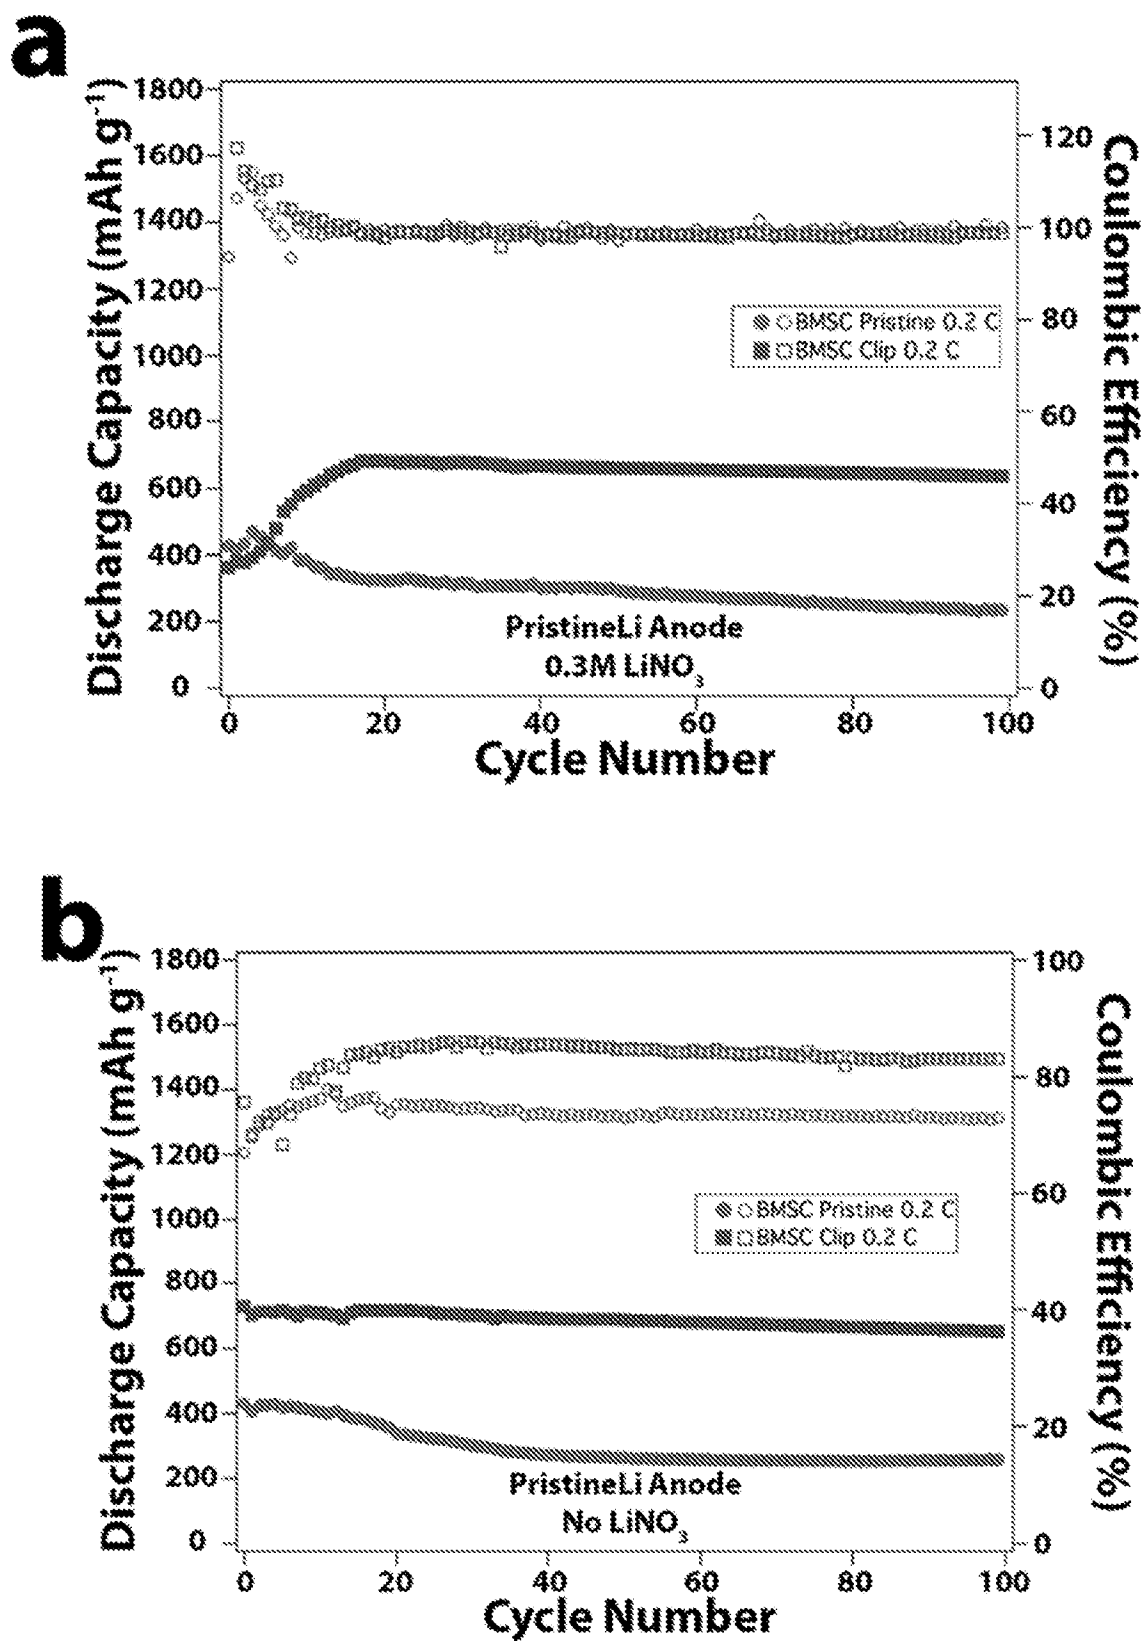 a
Discharge Capacity (mAh g⁻¹)
1800
1600
1400
1200
1000
800
600
400
200
0
120
100
80
60
40
20
0
Coulombic Efficiency (%)
BMSC Pristine 0.2 C
BMSC Clip 0.2 C
PristineLi Anode
0.3M LiNO₃
0 20 40 60 80 100
Cycle Number
b
Discharge Capacity (mAh g⁻¹)
1800
1600
1400
1200
1000
800
600
400
200
0
100
80
60
40
20
0
Coulombic Efficiency (%)
BMSC Pristine 0.2 C
BMSC Clip 0.2 C
PristineLi Anode
No LiNO₃
0 20 40 60 80 100
Cycle Number